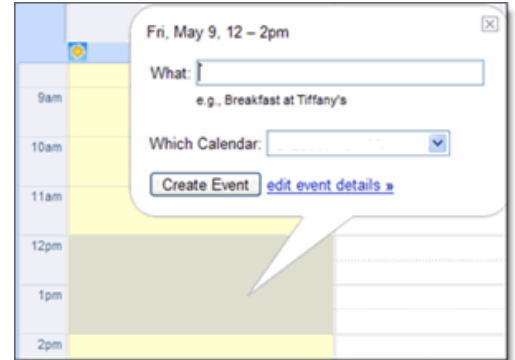 Fri, May 9, 12 – 2pm
What:
e.g., Breakfast at Tiffany's
Which Calendar:
Create Event edit event details »
9am
10am
11am
12pm
1pm
2pm